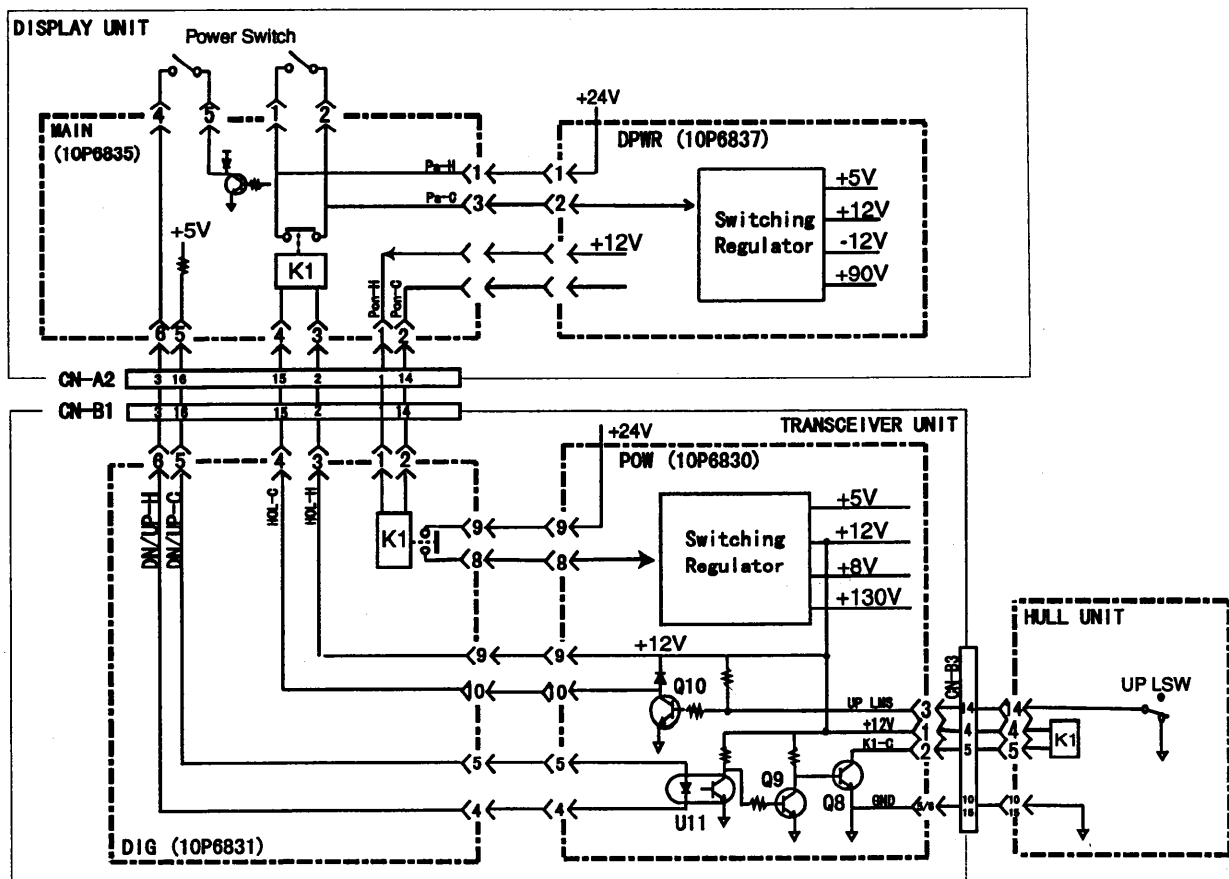 DISPLAY UNIT
Power Switch
4 5 1 2
+24V
MAIN
(10P6835)
DPWR (10P6837)
Pa-H 1 1
Pa-C 3 2
+5V
Switching
Regulator
+5V
+12V
-12V
+90V
+12V
K1
Pon-H
Pon-C
6 5 4 3 1 2
CN-A2
3 16 15 2 1 14
CN-B1
3 16 15 2 1 14
TRANSCEIVER UNIT
+24V
6 5 4 3 1 2
POW (10P6830)
DN/UP-H
DN/UP-C
HOL-C
HOL-H
K1
9 9
8 8
Switching
Regulator
+5V
+12V
+8V
+130V
HULL UNIT
9 9
+12V
10 10
Q10
CN-B3
UP LSW
UP LMS 3 14 14
+12V 1 4 4
K1-C 2 5 5
K1
5 5
Q9
Q8
GND 5/6 10 15 10 15
U11
4 4
DIG (10P6831)